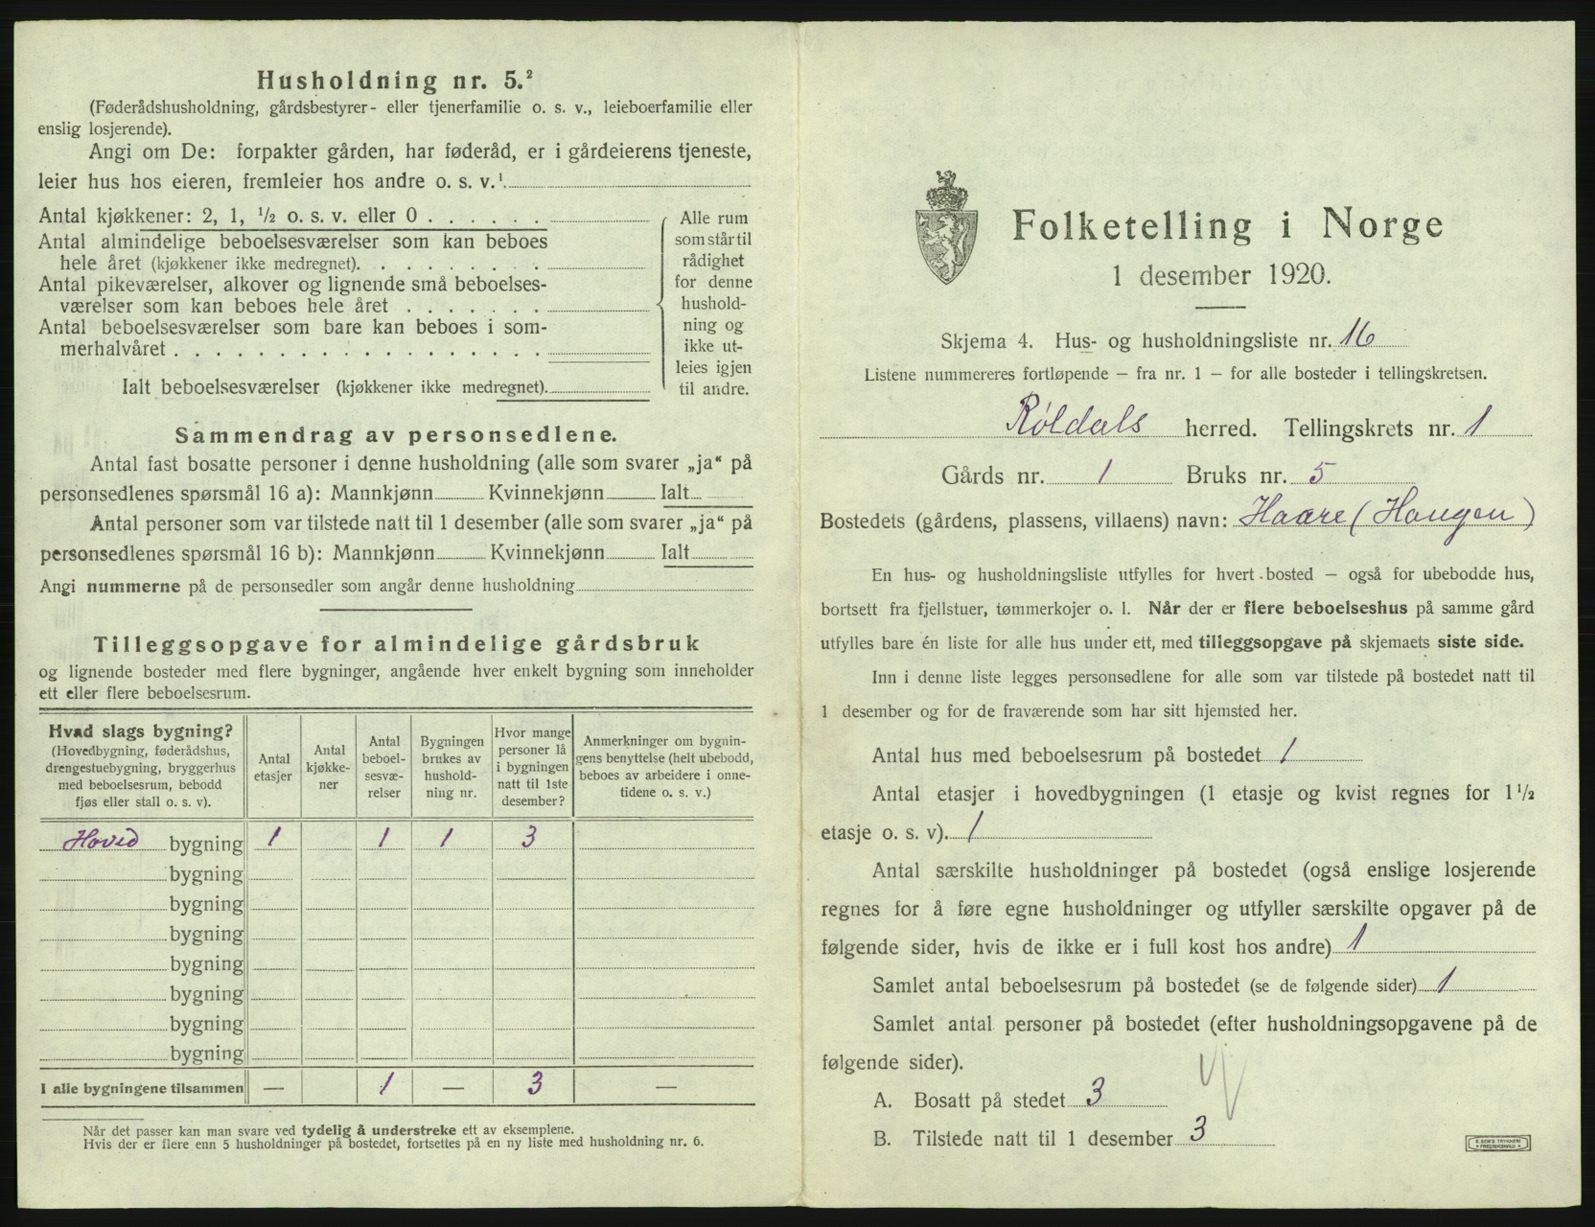 Husholdning nr. 5.²
(Føderådshusholdning, gårdsbestyrer- eller tjenerfamilie o. s. v., leieboerfamilie eller
enslig losjerende).
Angi om De: forpakter gården, har føderåd, er i gårdeierens tjeneste,
leier hus hos eieren, fremleier hos andre o. s. v.¹
Antal kjøkkener: 2, 1, ½ o. s. v. eller 0
Antal almindelige beboelsesværelser som kan beboes
hele året (kjøkkener ikke medregnet).
Antal pikeværelser, alkover og lignende små beboelses-
værelser som kan beboes hele året
Antal beboelsesværelser som bare kan beboes i som-
merhalvåret
Ialt beboelsesværelser (kjøkkener ikke medregnet).
Alle rum
som står til
rådighet
for denne
hushold-
ning og
ikke ut-
leies igjen
til andre.
Sammendrag av personsedlene.
Antal fast bosatte personer i denne husholdning (alle som svarer „ja“ på
personsedlenes spørsmål 16 a): Mannkjønn Kvinnekjønn Ialt
Antal personer som var tilstede natt til 1 desember (alle som svarer „ja“ på
personsedlenes spørsmål 16 b): Mannkjønn Kvinnekjønn Ialt
Angi nummerne på de personsedler som angår denne husholdning
Tilleggsopgave for almindelige gårdsbruk
og lignende bosteder med flere bygninger, angående hver enkelt bygning som inneholder
ett eller flere beboelsesrum.
Hvad slags bygning?
(Hovedbygning, føderådshus,
drengestuebygning, bryggerhus
med beboelsesrum, bebodd
fjøs eller stall o. s. v).
Antal
etasjer
Antal
kjøkke-
ner
Antal
beboel-
sesvæ-
relser
Bygningen
brukes av
hushold-
ning nr.
Hvor mange
personer lå
i bygningen
natt til 1ste
desember?
Anmerkninger om bygnin-
gens benyttelse (helt ubebodd,
beboes av arbeidere i onne-
tidene o. s. v.)
Hoved bygning 1 1 1 3
bygning
bygning
bygning
bygning
bygning
bygning
bygning
I alle bygningene tilsammen — 1 — 3 —
Når det passer kan man svare ved tydelig å understreke ett av eksemplene.
Hvis der er flere enn 5 husholdninger på bostedet, fortsettes på en ny liste med husholdning nr. 6.
Folketelling i Norge
1 desember 1920.
Skjema 4. Hus- og husholdningsliste nr. 16
Listene nummereres fortløpende – fra nr. 1 – for alle bosteder i tellingskretsen.
Røldals herred. Tellingskrets nr. 1
Gårds nr. 1 Bruks nr. 5
Bostedets (gårdens, plassens, villaens) navn: Haare (Haugen)
En hus- og husholdningsliste utfylles for hvert bosted – også for ubebodde hus,
bortsett fra fjellstuer, tømmerkojer o. l. Når der er flere beboelseshus på samme gård
utfylles bare én liste for alle hus under ett, med tilleggsopgave på skjemaets siste side.
Inn i denne liste legges personsedlene for alle som var tilstede på bostedet natt til
1 desember og for de fraværende som har sitt hjemsted her.
Antal hus med beboelsesrum på bostedet 1
Antal etasjer i hovedbygningen (1 etasje og kvist regnes for 1½
etasje o. s. v). 1
Antal særskilte husholdninger på bostedet (også enslige losjerende
regnes for å føre egne husholdninger og utfyller særskilte opgaver på de
følgende sider, hvis de ikke er i full kost hos andre) 1
Samlet antal beboelsesrum på bostedet (se de følgende sider) 1
Samlet antal personer på bostedet (efter husholdningsopgavene på de
følgende sider).
A. Bosatt på stedet 3
B. Tilstede natt til 1 desember 3